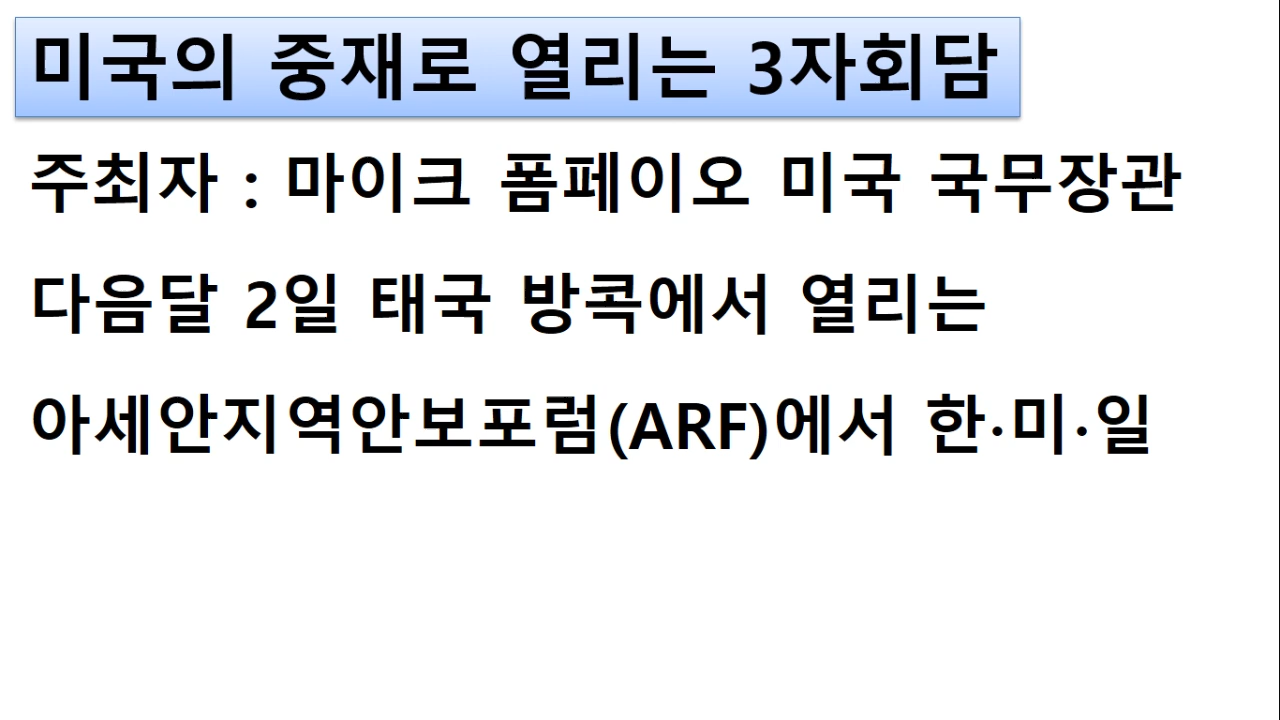 미국의 중재로 열리는 3자회담
주최자 : 마이크 폼페이오 미국 국무장관
다음달 2일 태국 방콕에서 열리는
아세안지역안보포럼(ARF)에서 한·미·일